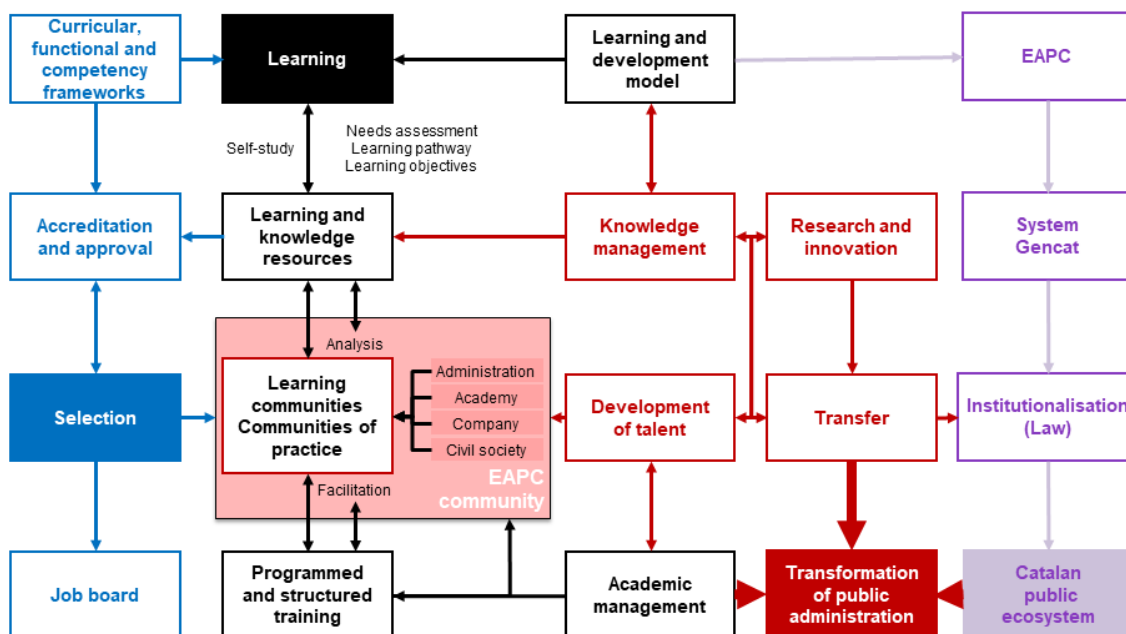 Curricular,
functional and
competency
frameworks
Learning
Learning and
development
model
EAPC
Self-study
Needs assessment
Learning pathway
Learning objectives
Accreditation
and approval
Learning and
knowledge
resources
Knowledge
management
Research and
innovation
System
Gencat
Analysis
Selection
Learning
communities
Communities of
practice
Administration
Academy
Company
Civil society
EAPC
community
Development
of talent
Transfer
Institutionalisation
(Law)
Facilitation
Job board
Programmed
and structured
training
Academic
management
Transformation
of public
administration
Catalan
public
ecosystem